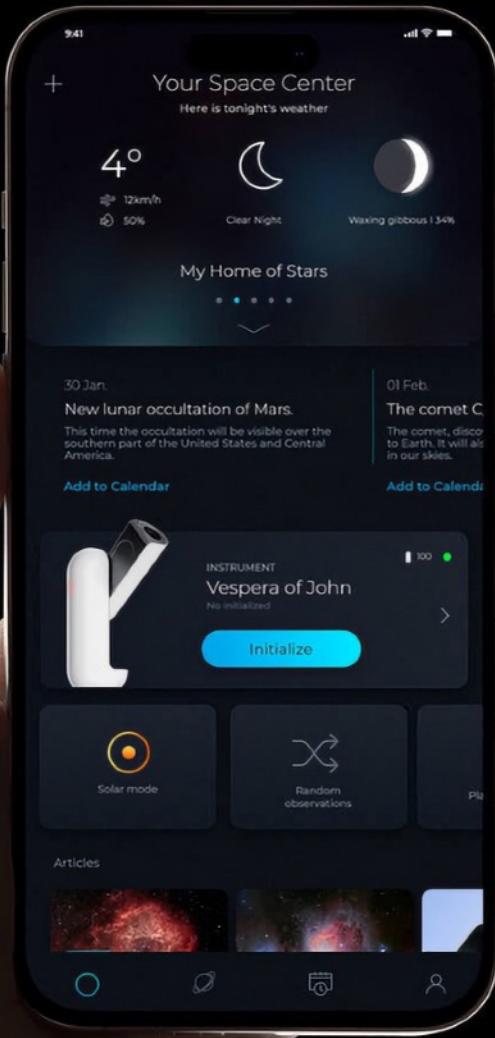 9:41
Your Space Center
Here is tonight's weather
4°
12km/h
50%
Clear Night
Waxing gibbous | 34%
My Home of Stars
30 Jan.
New lunar occultation of Mars.
This time the occultation will be visible over the
southern part of the United States and Central
America.
Add to Calendar
01 Feb.
The comet C
The comet, disco
to Earth. It will als
in our skies.
Add to Calenda
INSTRUMENT
Vespera of John
No initialized
100
Initialize
Solar mode
Random
observations
Pla
Articles